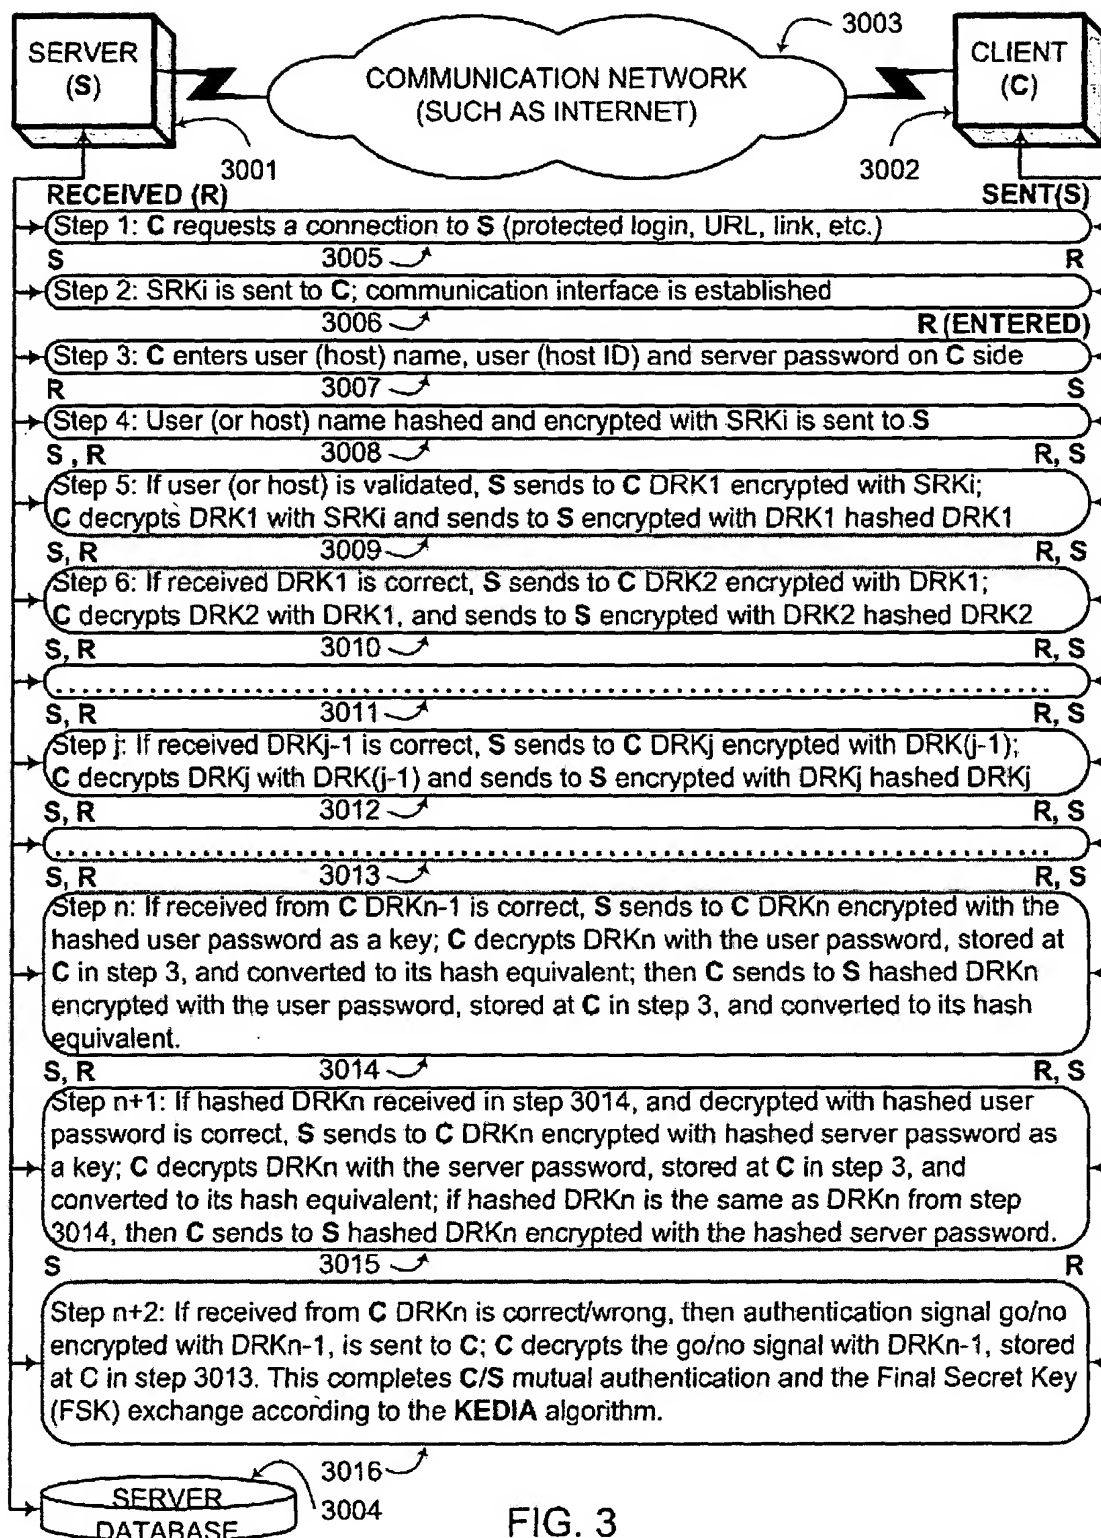 3003
SERVER
(S)
COMMUNICATION NETWORK
(SUCH AS INTERNET)
CLIENT
(C)
3001
3002
RECEIVED (R)
SENT(S)
Step 1: C requests a connection to S (protected login, URL, link, etc.)
S
3005
R
Step 2: SRKi is sent to C; communication interface is established
3006
R (ENTERED)
Step 3: C enters user (host) name, user (host ID) and server password on C side
R
3007
S
Step 4: User (or host) name hashed and encrypted with SRKi is sent to S
S , R
3008
R, S
Step 5: If user (or host) is validated, S sends to C DRK1 encrypted with SRKi;
C decrypts DRK1 with SRKi and sends to S encrypted with DRK1 hashed DRK1
S, R
3009
R, S
Step 6: If received DRK1 is correct, S sends to C DRK2 encrypted with DRK1;
C decrypts DRK2 with DRK1, and sends to S encrypted with DRK2 hashed DRK2
S, R
3010
R, S
S, R
3011
R, S
Step j: If received DRKj-1 is correct, S sends to C DRKj encrypted with DRK(j-1);
C decrypts DRKj with DRK(j-1) and sends to S encrypted with DRKj hashed DRKj
S, R
3012
R, S
S, R
3013
R, S
Step n: If received from C DRKn-1 is correct, S sends to C DRKn encrypted with the
hashed user password as a key; C decrypts DRKn with the user password, stored at
C in step 3, and converted to its hash equivalent; then C sends to S hashed DRKn
encrypted with the user password, stored at C in step 3, and converted to its hash
equivalent.
S, R
3014
R, S
Step n+1: If hashed DRKn received in step 3014, and decrypted with hashed user
password is correct, S sends to C DRKn encrypted with hashed server password as
a key; C decrypts DRKn with the server password, stored at C in step 3, and
converted to its hash equivalent; if hashed DRKn is the same as DRKn from step
3014, then C sends to S hashed DRKn encrypted with the hashed server password.
S
3015
R
Step n+2: If received from C DRKn is correct/wrong, then authentication signal go/no
encrypted with DRKn-1, is sent to C; C decrypts the go/no signal with DRKn-1, stored
at C in step 3013. This completes C/S mutual authentication and the Final Secret Key
(FSK) exchange according to the KEDIA algorithm.
3016
SERVER
DATABASE
3004
FIG. 3